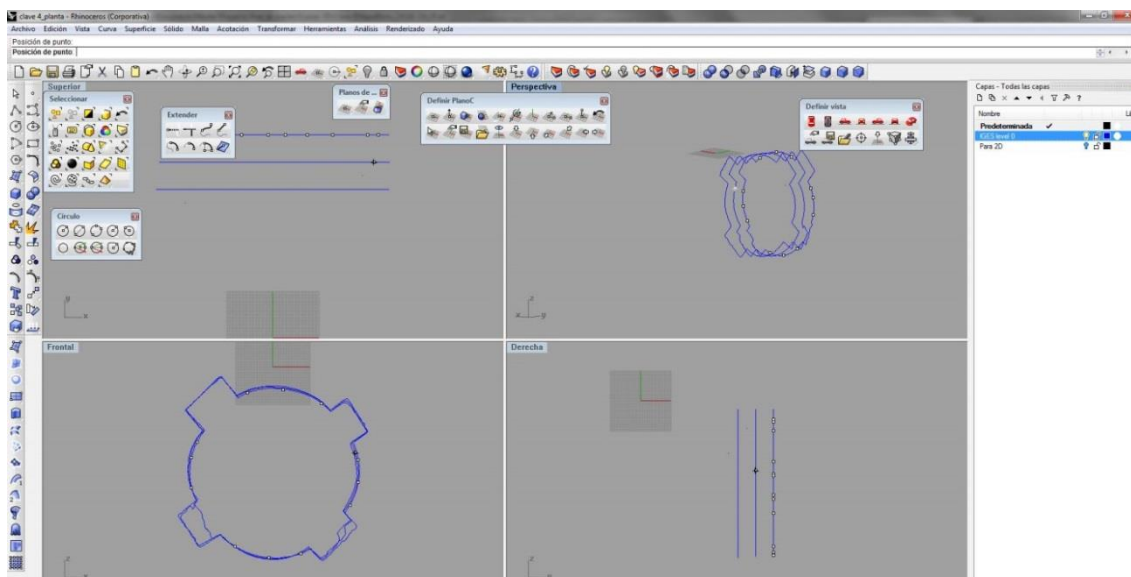 clave 4_planta - Rhinoceros (Corporativa)
Archivo Edición Vista Curva Superficie Sólido Malla Acotación Transformar Herramientas Análisis Renderizado Ayuda
Posición de punto:
Posición de punto:
Superior
Seleccionar
Extender
Planos de ...
Círculo
Perspectiva
Definir PlanoC
Definir vista
Frontal
Derecha
Capas - Todas las capas
Nombre
Predeterminada
IGES level 0
Para 2D
y
x
z
x y
z
z